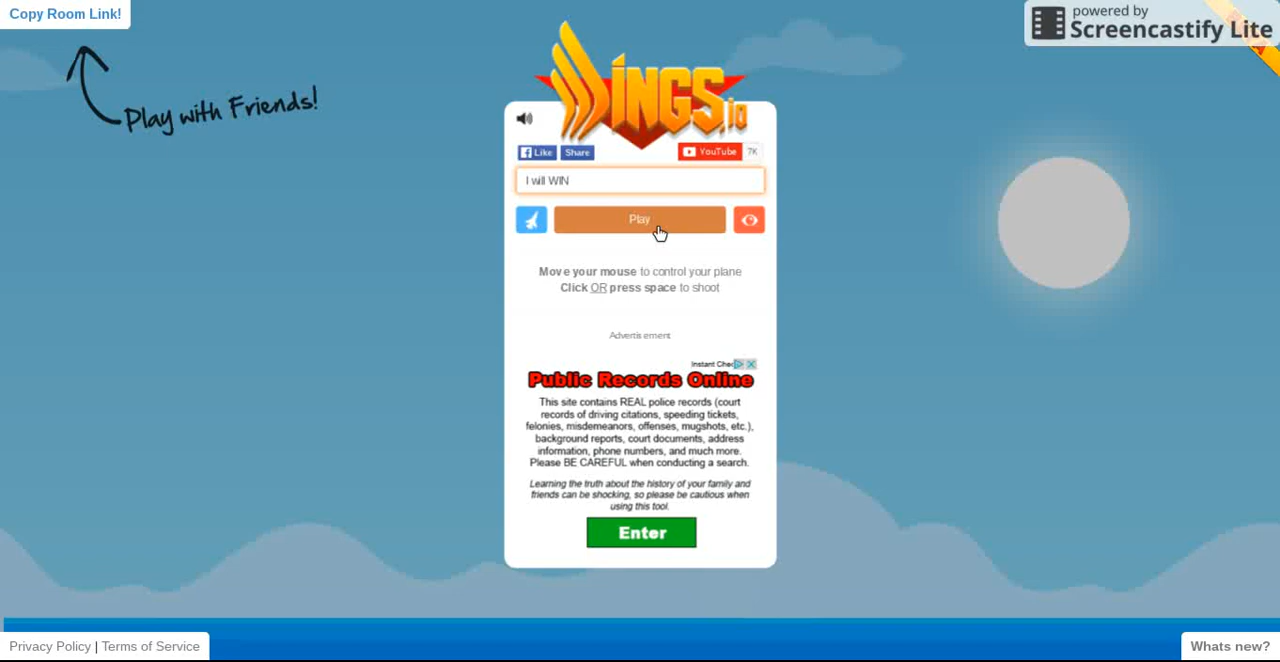 Copy Room Link!
powered by
Screencastify Lite
Play with Friends!
WINGS.io
Like
Share
YouTube
7K
I will WIN
Play
Move your mouse to control your plane
Click OR press space to shoot
Advertisement
Public Records Online
This site contains REAL police records (court
records of driving citations, speeding tickets,
felonies, misdemeanors, offenses, mugshots, etc.),
background reports, court documents, address
information, phone numbers, and much more.
Please BE CAREFUL when conducting a search.
Learning the truth about the history of your family and
friends can be shocking, so please be cautious when
using this tool.
Enter
Privacy Policy | Terms of Service
Whats new?